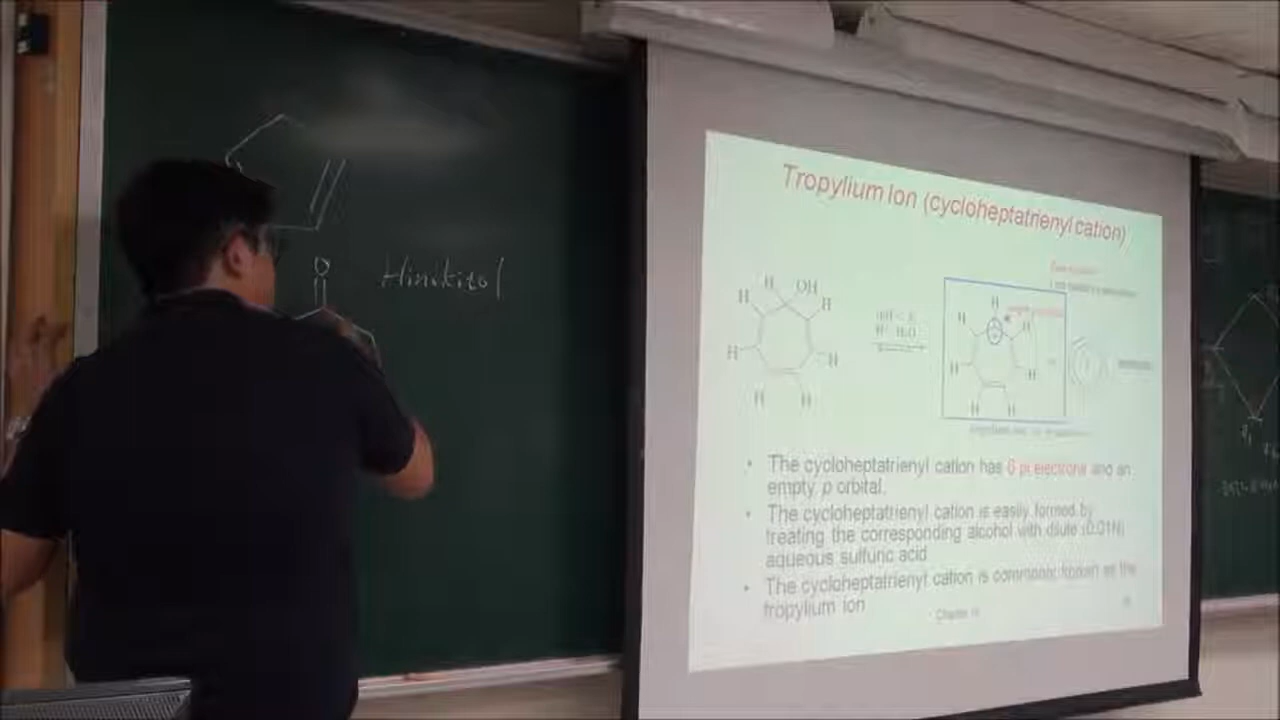 O
Hinokitol
Tropylium Ion (cycloheptatrienyl cation)
H OH
H H
H H
H H
H
H
H H
H2O
H H
H H
• The cycloheptatrienyl cation has 6 pi electrons and an
empty p orbital.
• The cycloheptatrienyl cation is easily formed by
treating the corresponding alcohol with dilute (0.01N)
aqueous sulfuric acid
• The cycloheptatrienyl cation is commonly known as the
tropylium ion